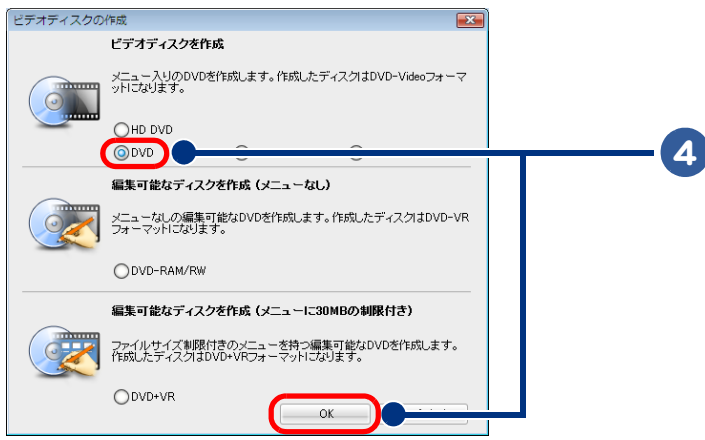 ビデオディスクの作成
ビデオディスクを作成
メニュー入りのDVDを作成します。作成したディスクはDVD-Videoフォーマ
ットになります。
HD DVD
DVD
4
編集可能なディスクを作成（メニューなし）
メニューなしの編集可能なDVDを作成します。作成したディスクはDVD-VR
フォーマットになります。
DVD-RAM/RW
編集可能なディスクを作成（メニューに30MBの制限付き）
ファイルサイズ制限付きのメニューを持つ編集可能なDVDを作成します。
作成したディスクはDVD+VRフォーマットになります。
DVD+VR
OK